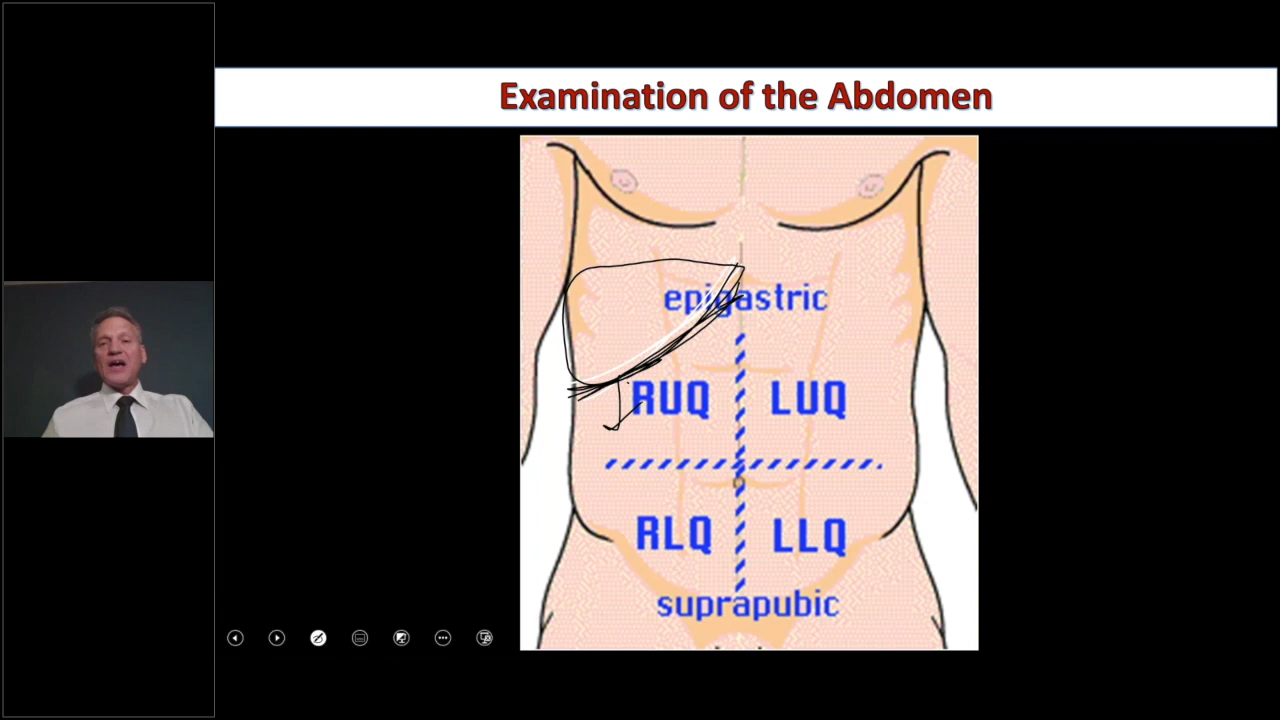 Examination of the Abdomen
epigastric
RUQ LUQ
RLQ LLQ
suprapubic